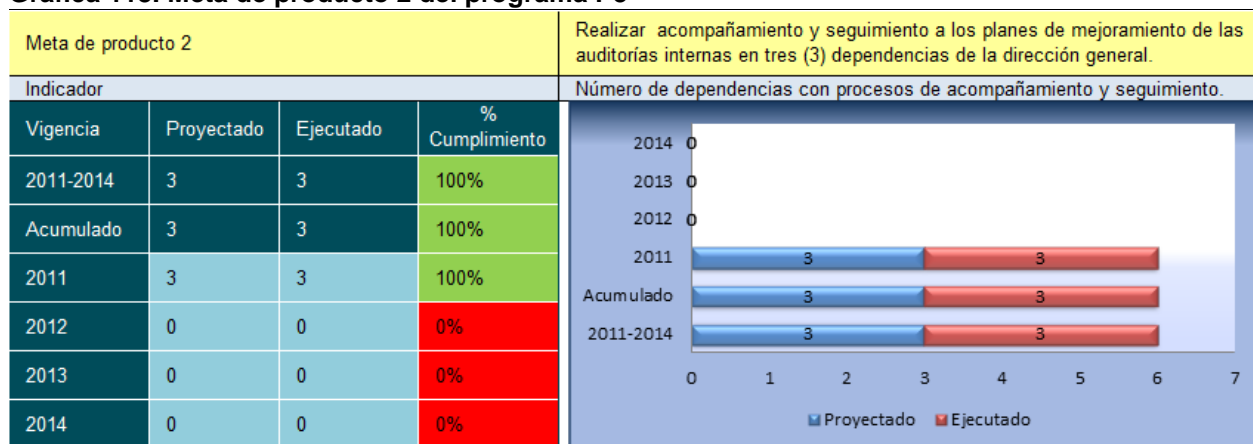 Meta de producto 2
Realizar acompañamiento y seguimiento a los planes de mejoramiento de las
auditorías internas en tres (3) dependencias de la dirección general.
Indicador
Número de dependencias con procesos de acompañamiento y seguimiento.
Vigencia Proyectado Ejecutado % Cumplimiento
2011-2014 3 3 100%
Acumulado 3 3 100%
2011 3 3 100%
2012 0 0 0%
2013 0 0 0%
2014 0 0 0%
2014 0
2013 0
2012 0
2011 3 3
Acumulado 3 3
2011-2014 3 3
0 1 2 3 4 5 6 7
Proyectado Ejecutado